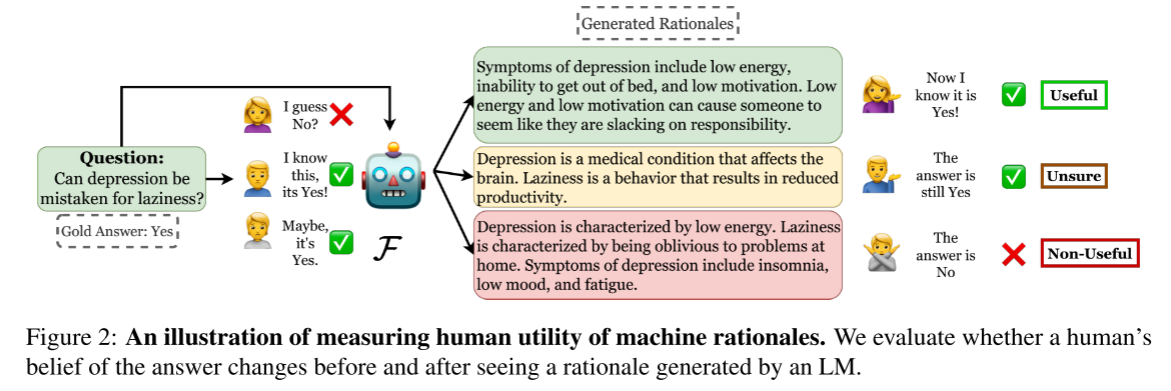 Generated Rationales
Question:
Can depression be
mistaken for laziness?
Gold Answer: Yes
I guess
No?
I know
this,
its Yes!
Maybe,
it's
Yes.
F
Symptoms of depression include low energy,
inability to get out of bed, and low motivation. Low
energy and low motivation can cause someone to
seem like they are slacking on responsibility.
Now I
know it is
Yes!
Useful
Depression is a medical condition that affects the
brain. Laziness is a behavior that results in reduced
productivity.
The
answer is
still Yes
Unsure
Depression is characterized by low energy. Laziness
is characterized by being oblivious to problems at
home. Symptoms of depression include insomnia,
low mood, and fatigue.
The
answer is
No
Non-Useful
Figure 2: An illustration of measuring human utility of machine rationales. We evaluate whether a human's
belief of the answer changes before and after seeing a rationale generated by an LM.